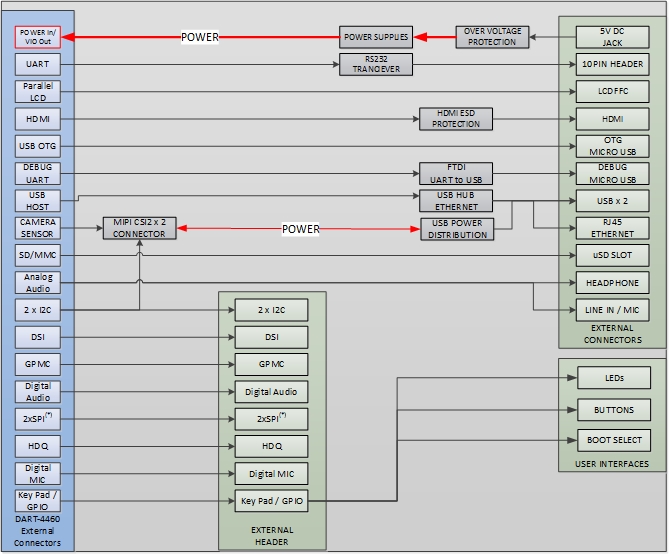 POWER In/
VIO Out
POWER
POWER SUPPLIES
OVER VOLTAGE
PROTECTION
5V DC
JACK
UART
RS232
TRANCIEVER
10PIN HEADER
Parallel
LCD
LCD FFC
HDMI
HDMI ESD
PROTECTION
HDMI
USB OTG
OTG
MICRO USB
DEBUG
UART
FTDI
UART to USB
DEBUG
MICRO USB
USB
HOST
USB HUB
ETHERNET
USB x 2
CAMERA
SENSOR
MIPI CSI2 x 2
CONNECTOR
POWER
USB POWER
DISTRIBUTION
RJ45
ETHERNET
SD/MMC
uSD SLOT
Analog
Audio
HEADPHONE
2 x I2C
2 x I2C
LINE IN / MIC
EXTERNAL
CONNECTORS
DSI
DSI
GPMC
GPMC
LEDs
Digital
Audio
Digital Audio
BUTTONS
2xSPI(*)
2xSPI(*)
HDQ
HDQ
BOOT SELECT
USER INTERFACES
Digital
MIC
Digital MIC
Key Pad /
GPIO
Key Pad / GPIO
DART-4460
External
Connectors
EXTERNAL
HEADER